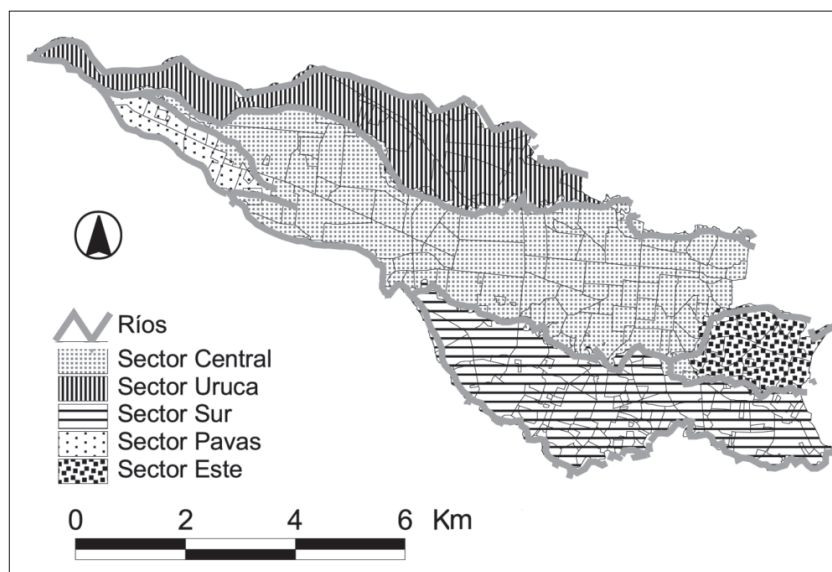 Ríos
Sector Central
Sector Uruca
Sector Sur
Sector Pavas
Sector Este
0 2 4 6 Km